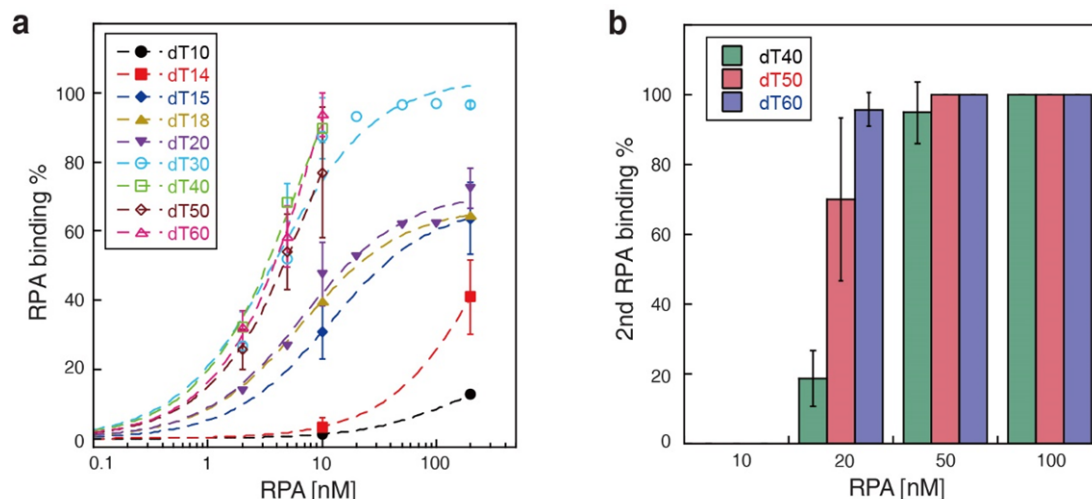 a
dT10
dT14
dT15
dT18
dT20
dT30
dT40
dT50
dT60
RPA binding %
100
80
60
40
20
0
0.1 1 10 100
RPA [nM]
b
dT40
dT50
dT60
2nd RPA binding %
100
80
60
40
20
0
10 20 50 100
RPA [nM]